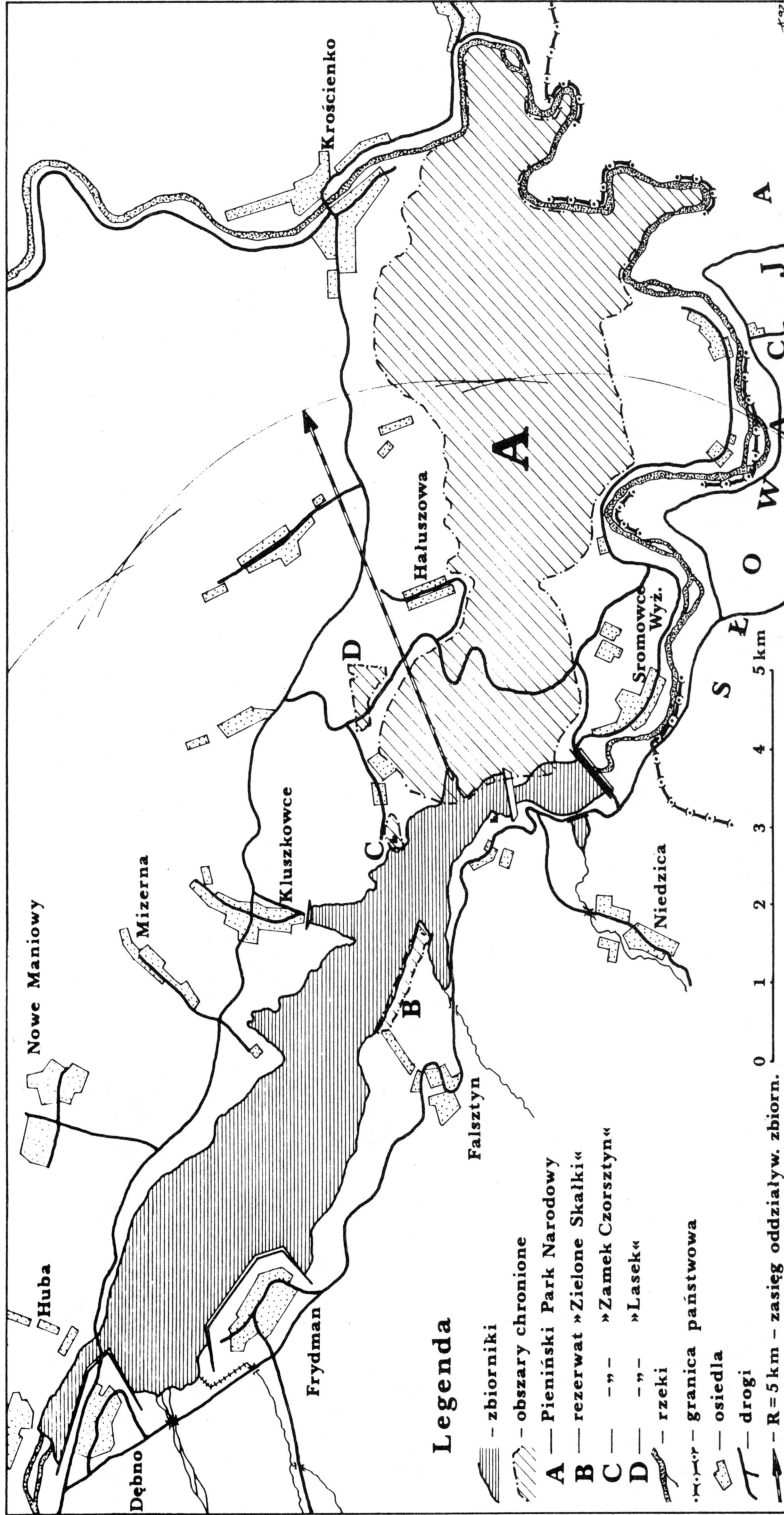 Huba
Nowe Maniowy
Mizerna
Kluszkowce
Krościenko
Dębno
Frydman
Falsztyn
B
C
D
Hałuszowa
A
Niedzica
Sromowce
Wyż.
SŁOWACJA
Legenda
– zbiorniki
– obszary chronione
A — Pieniński Park Narodowy
B — rezerwat »Zielone Skałki«
C — -„- »Zamek Czorsztyn«
D — -„- »Lasek«
– rzeki
– granica państwowa
– osiedla
– drogi
– R = 5 km – zasięg oddziaływ. zbiorn.
0 1 2 3 4 5 km